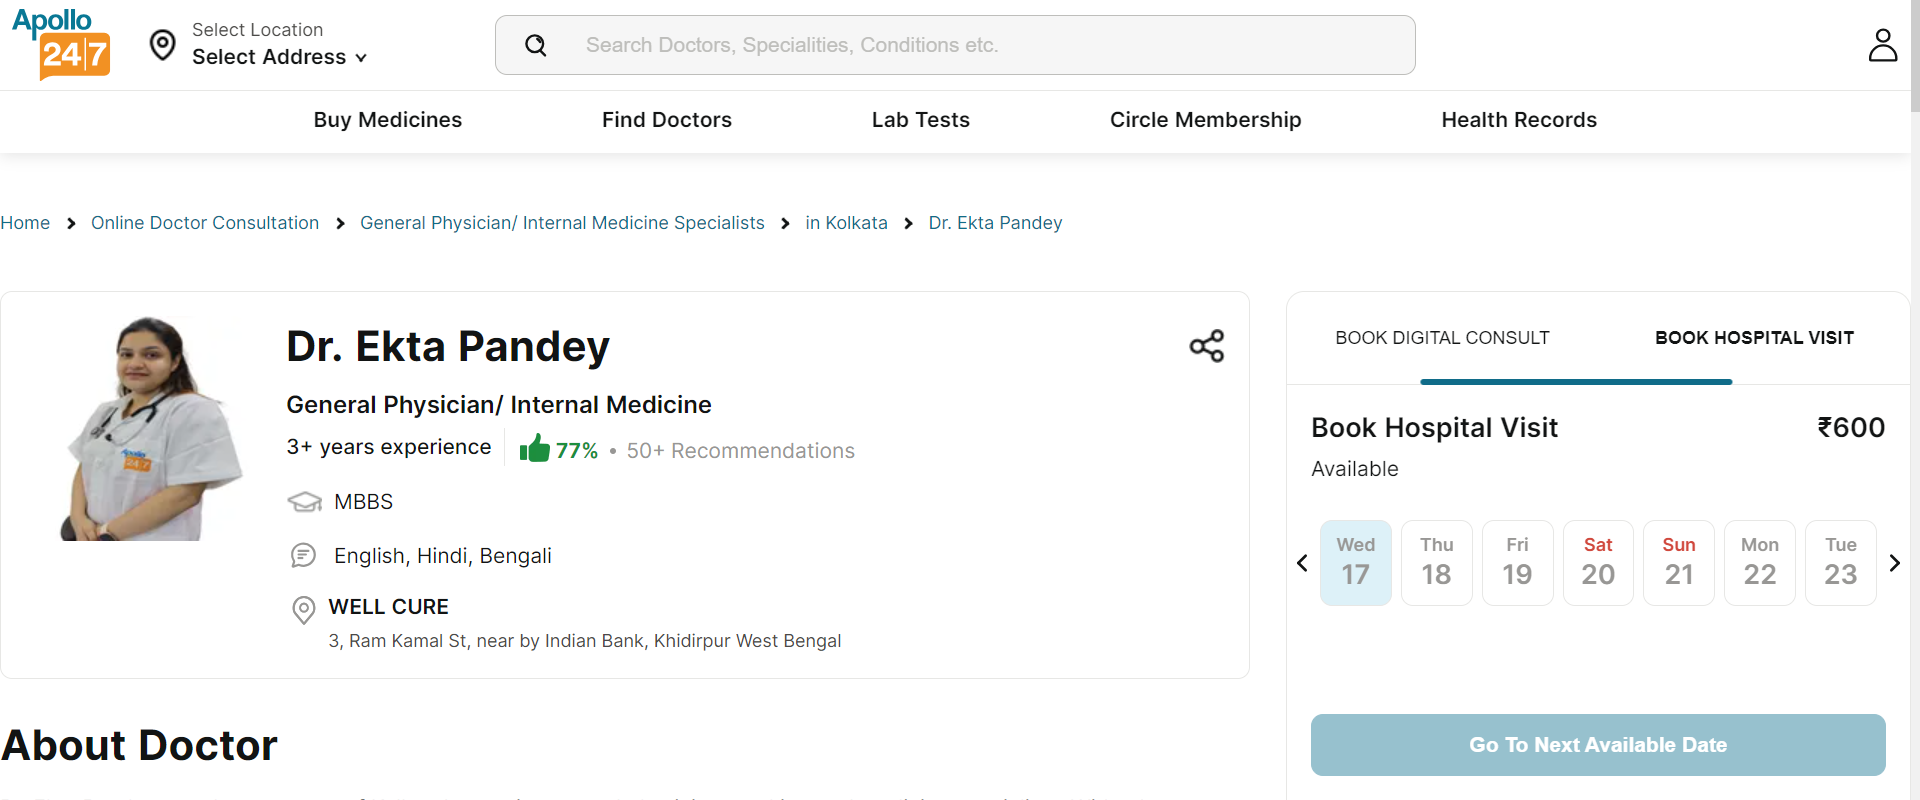 Apollo
24|7
Select Location
Select Address
Search Doctors, Specialities, Conditions etc.
Buy Medicines
Find Doctors
Lab Tests
Circle Membership
Health Records
Home
Online Doctor Consultation
General Physician/ Internal Medicine Specialists
in Kolkata
Dr. Ekta Pandey
Dr. Ekta Pandey
General Physician/ Internal Medicine
3+ years experience
77% • 50+ Recommendations
MBBS
English, Hindi, Bengali
WELL CURE
3, Ram Kamal St, near by Indian Bank, Khidirpur West Bengal
Apollo
24|7
About Doctor
BOOK DIGITAL CONSULT
BOOK HOSPITAL VISIT
Book Hospital Visit
₹600
Available
Wed
17
Thu
18
Fri
19
Sat
20
Sun
21
Mon
22
Tue
23
Go To Next Available Date